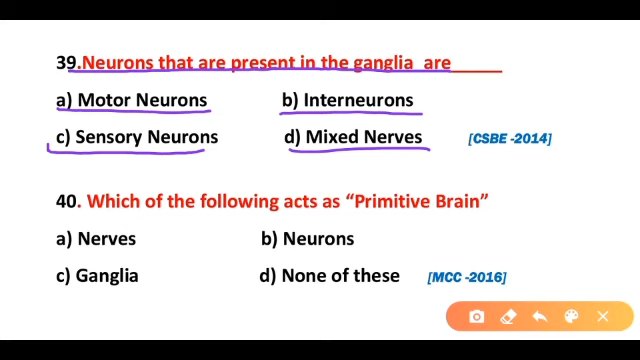 39.Neurons that are present in the ganglia are_____
a) Motor Neurons b) Interneurons
c) Sensory Neurons d) Mixed Nerves [CSBE -2014]
40. Which of the following acts as “Primitive Brain”
a) Nerves b) Neurons
c) Ganglia d) None of these [MCC -2016]